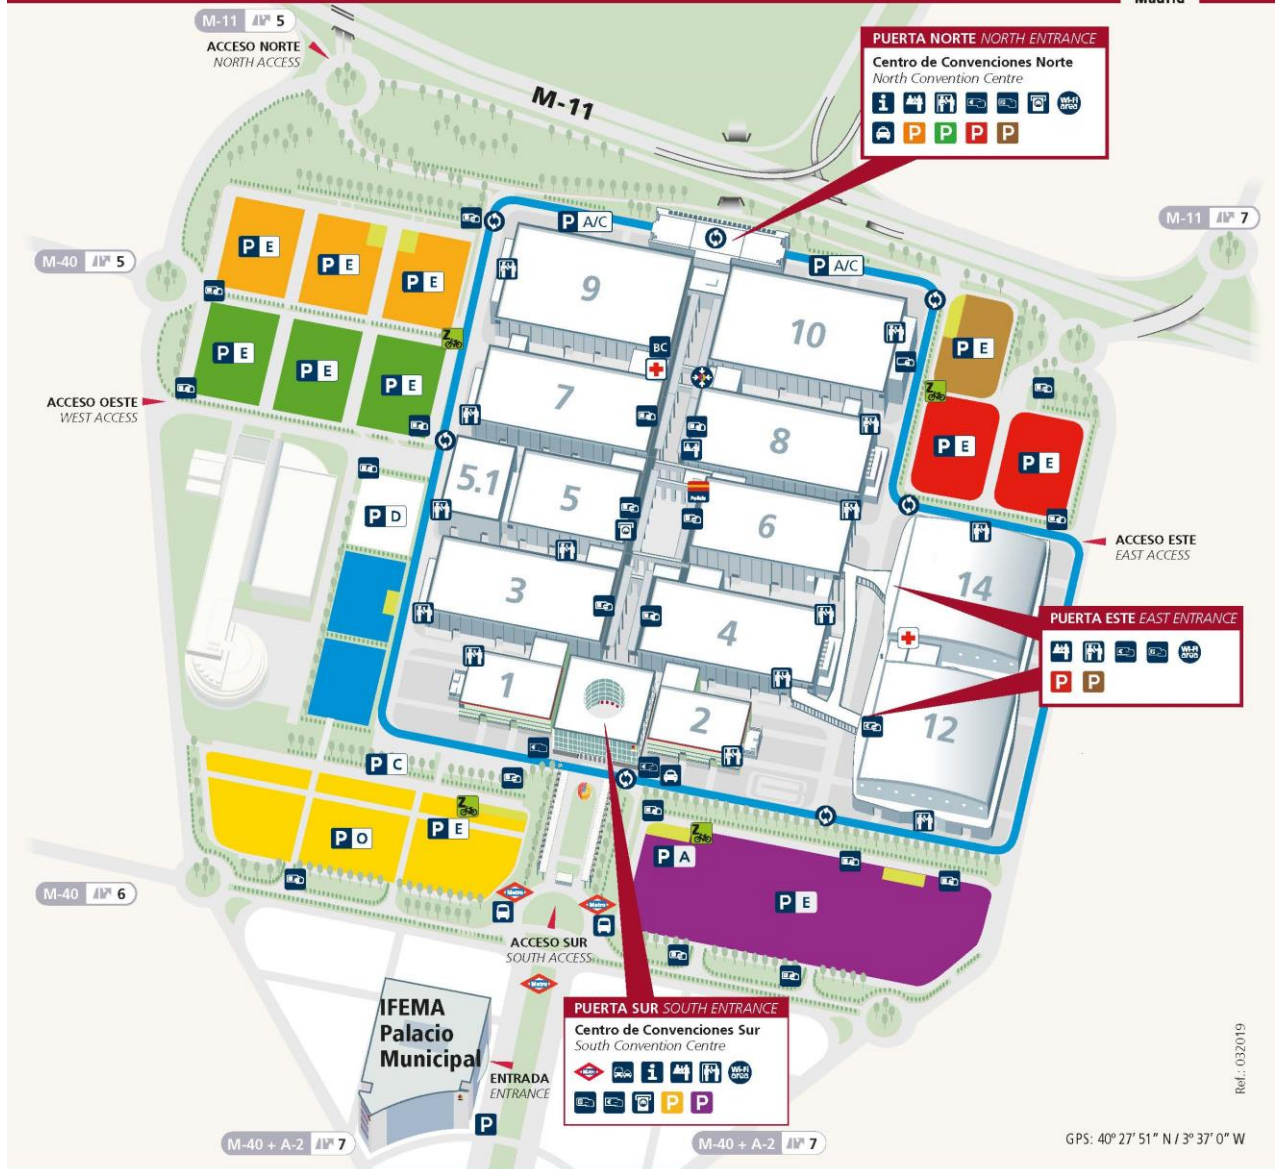 Madrid
M-11 5
ACCESO NORTE
NORTH ACCESS
M-11
PUERTA NORTE NORTH ENTRANCE
Centro de Convenciones Norte
North Convention Centre
i
Wi-Fi
area
P P P P
M-11 7
M-40 5
P A/C
P A/C
P E
P E
P E
9
10
P E
P E
P E
P E
BC
Z
7
8
Z
ACCESO OESTE
WEST ACCESS
P E
P E
5.1
5
6
P D
14
ACCESO ESTE
EAST ACCESS
3
4
PUERTA ESTE EAST ENTRANCE
Wi-Fi
area
P P
1
2
12
P C
Z
P E
P O
Z
P A
P E
M-40 6
Metro
Metro
ACCESO SUR
SOUTH ACCESS
Metro
IFEMA
Palacio
Municipal
ENTRADA
ENTRANCE
P
PUERTA SUR SOUTH ENTRANCE
Centro de Convenciones Sur
South Convention Centre
Metro i Wi-Fi
area
P P
M-40 + A-2 7
M-40 + A-2 7
Ref.: 032019
GPS: 40º 27' 51" N / 3º 37' 0" W